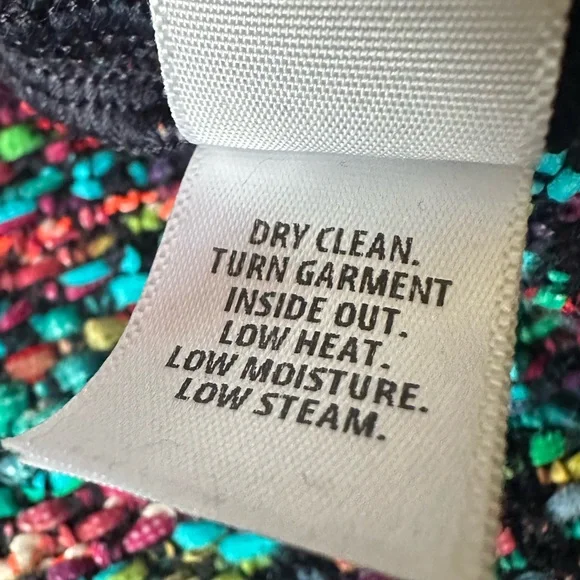 DRY CLEAN.
TURN GARMENT
INSIDE OUT.
LOW HEAT.
LOW MOISTURE.
LOW STEAM.